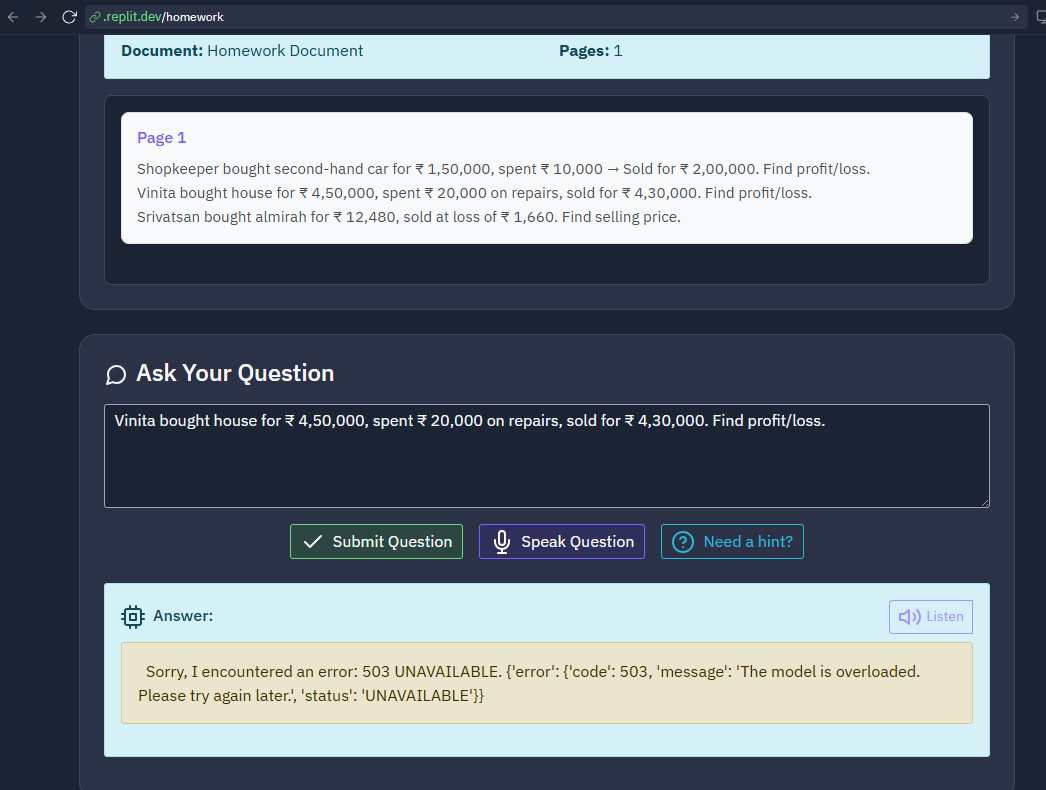 .replit.dev/homework
Document: Homework Document
Pages: 1
Page 1
Shopkeeper bought second-hand car for ₹ 1,50,000, spent ₹ 10,000 → Sold for ₹ 2,00,000. Find profit/loss.
Vinita bought house for ₹ 4,50,000, spent ₹ 20,000 on repairs, sold for ₹ 4,30,000. Find profit/loss.
Srivatsan bought almirah for ₹ 12,480, sold at loss of ₹ 1,660. Find selling price.
Ask Your Question
Vinita bought house for ₹ 4,50,000, spent ₹ 20,000 on repairs, sold for ₹ 4,30,000. Find profit/loss.
Submit Question
Speak Question
Need a hint?
Answer:
Listen
Sorry, I encountered an error: 503 UNAVAILABLE. {'error': {'code': 503, 'message': 'The model is overloaded.
Please try again later.', 'status': 'UNAVAILABLE'}}